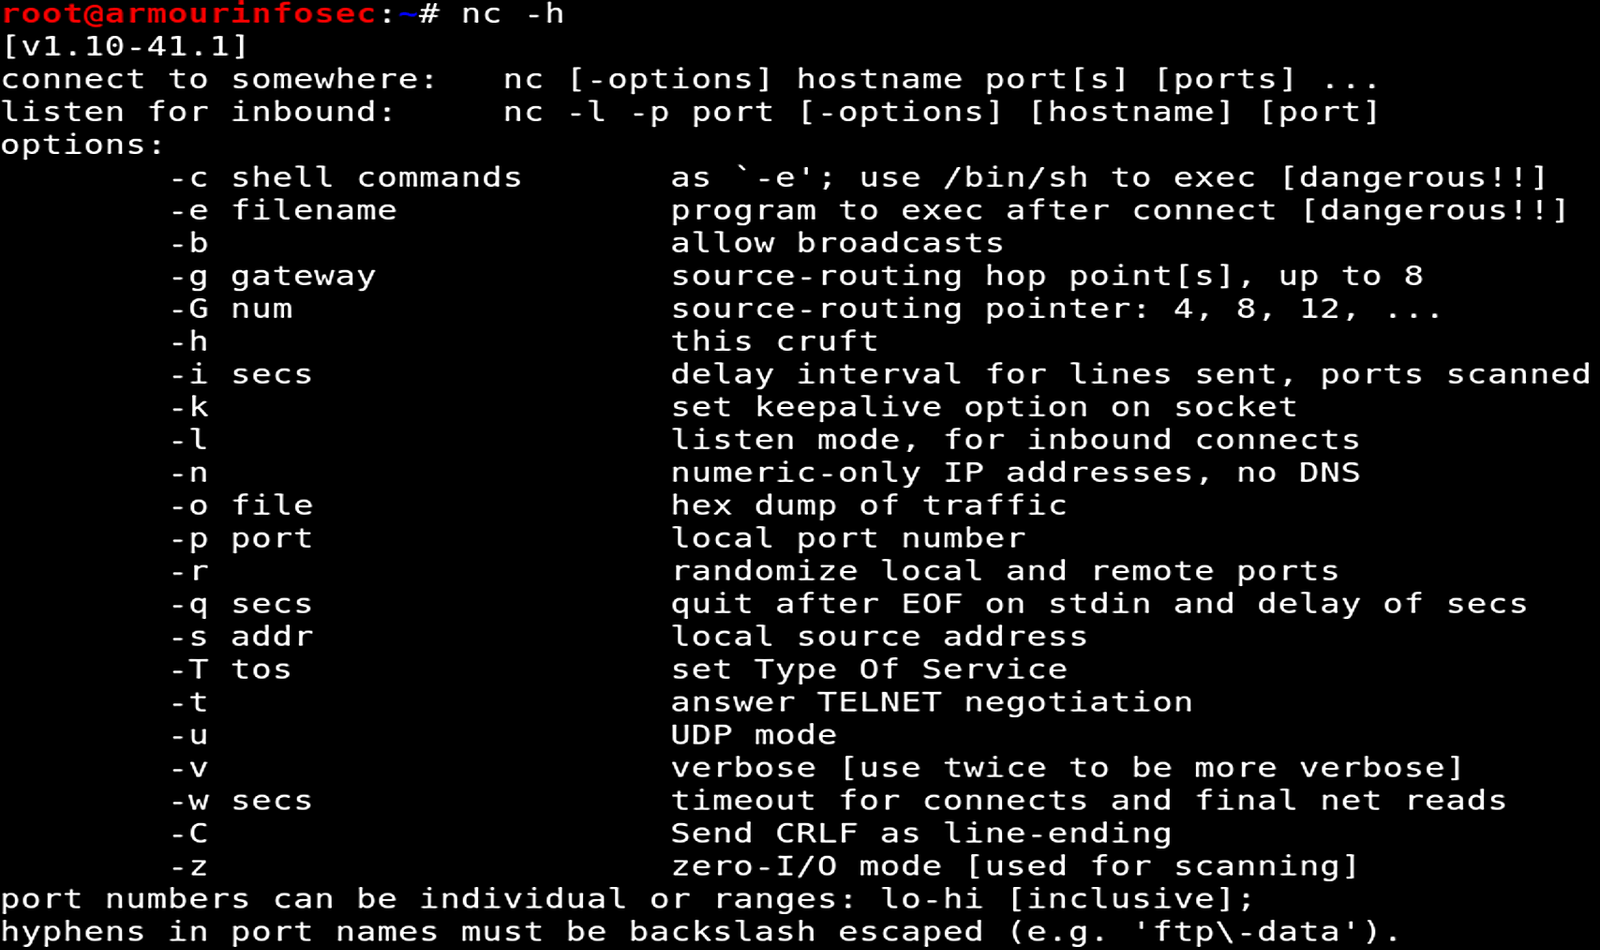 root@armourinfosec:~# nc -h
[v1.10-41.1]
connect to somewhere:   nc [-options] hostname port[s] [ports] ...
listen for inbound:     nc -l -p port [-options] [hostname] [port]
options:
        -c shell commands       as `-e'; use /bin/sh to exec [dangerous!!]
        -e filename             program to exec after connect [dangerous!!]
        -b                      allow broadcasts
        -g gateway              source-routing hop point[s], up to 8
        -G num                  source-routing pointer: 4, 8, 12, ...
        -h                      this cruft
        -i secs                 delay interval for lines sent, ports scanned
        -k                      set keepalive option on socket
        -l                      listen mode, for inbound connects
        -n                      numeric-only IP addresses, no DNS
        -o file                 hex dump of traffic
        -p port                 local port number
        -r                      randomize local and remote ports
        -q secs                 quit after EOF on stdin and delay of secs
        -s addr                 local source address
        -T tos                  set Type Of Service
        -t                      answer TELNET negotiation
        -u                      UDP mode
        -v                      verbose [use twice to be more verbose]
        -w secs                 timeout for connects and final net reads
        -C                      Send CRLF as line-ending
        -z                      zero-I/O mode [used for scanning]
port numbers can be individual or ranges: lo-hi [inclusive];
hyphens in port names must be backslash escaped (e.g. 'ftp\-data').